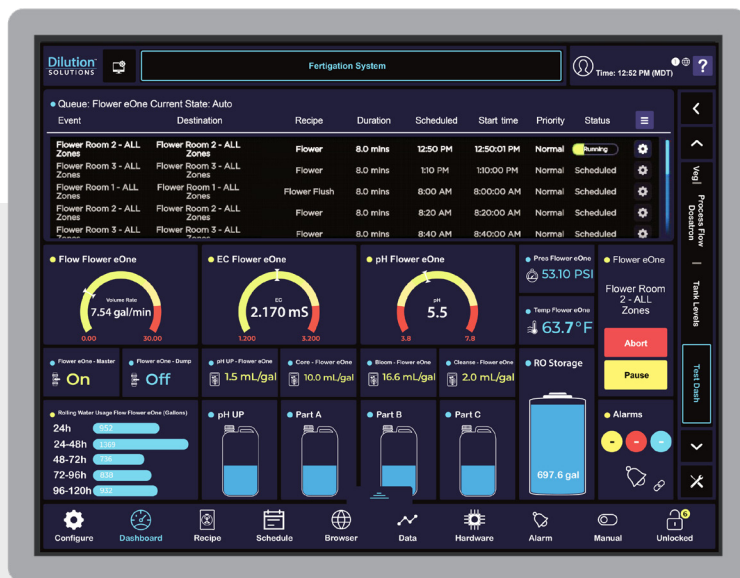 Dilution
SOLUTIONS
Fertigation System
Time: 12:52 PM (MDT)
1
?
Queue: Flower eOne Current State: Auto
Event Destination Recipe Duration Scheduled Start time Priority Status
Flower Room 2 - ALL Zones Flower Room 2 - ALL Zones Flower 8.0 mins 12:50 PM 12:50:01 PM Normal Running
Flower Room 3 - ALL Zones Flower Room 3 - ALL Zones Flower 8.0 mins 1:10 PM 1:10:00 PM Normal Scheduled
Flower Room 1 - ALL Zones Flower Room 1 - ALL Zones Flower Flush 8.0 mins 8:00 AM 8:00:00 AM Normal Scheduled
Flower Room 2 - ALL Zones Flower Room 2 - ALL Zones Flower 8.0 mins 8:20 AM 8:20:00 AM Normal Scheduled
Flower Room 3 - ALL Zones Flower Room 3 - ALL Zones Flower 8.0 mins 8:40 AM 8:40:00 AM Normal Scheduled
Veg
Process Flow Dosatron
Tank Levels
Test Dash
Flow Flower eOne
Volume Rate
7.54 gal/min
0.00 30.00
EC Flower eOne
EC
2.170 mS
1.200 3.200
pH Flower eOne
pH
5.5
3.8 7.8
Pres Flower eOne
53.10 PSI
Temp Flower eOne
63.7°F
Flower eOne
Flower Room
2 - ALL
Zones
Abort
Pause
Flower eOne - Master
On
Flower eOne - Dump
Off
pH UP - Flower eOne
1.5 mL/gal
Core - Flower eOne
10.0 mL/gal
Bloom - Flower eOne
16.6 mL/gal
Cleanse - Flower eOne
2.0 mL/gal
RO Storage
697.6 gal
Alarms
- - -
Rolling Water Usage Flow Flower eOne (Gallons)
24h 952
24-48h 1369
48-72h 736
72-96h 838
96-120h 932
pH UP
Part A
Part B
Part C
Configure Dashboard Recipe Schedule Browser Data Hardware Alarm Manual Unlocked
6